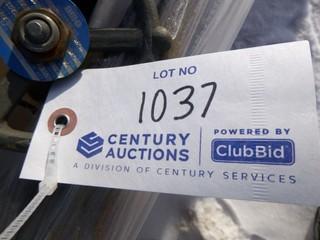 LOT NO
1037
CENTURY AUCTIONS
POWERED BY
ClubBid
A DIVISION OF CENTURY SERVICES